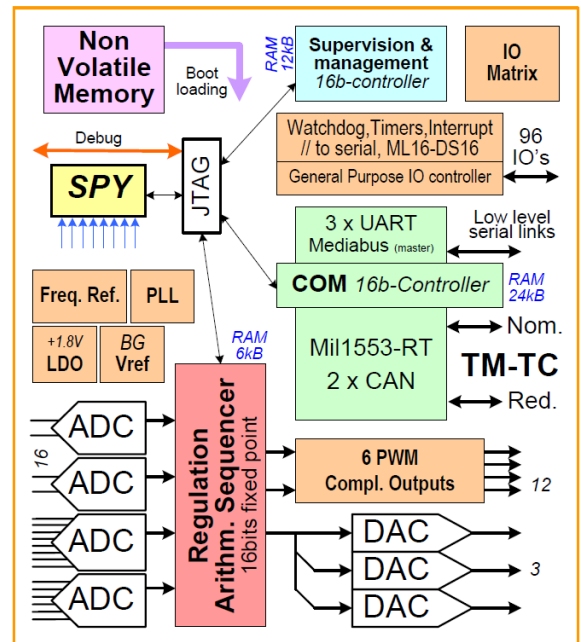 Non
Volatile
Memory
Boot
loading
RAM
12kB
Supervision &
management
16b-controller
IO
Matrix
Debug
SPY
JTAG
Watchdog,Timers,Interrupt
// to serial, ML16-DS16
General Purpose IO controller
96
IO's
3 x UART
Mediabus (master)
Low level
serial links
COM 16b-Controller
RAM
24kB
Freq. Ref.
PLL
+1.8V
LDO
BG
Vref
RAM
6kB
Mil1553-RT
2 x CAN
Nom.
TM-TC
Red.
16
ADC
ADC
ADC
ADC
Regulation
Arithm. Sequencer
16bits fixed point
6 PWM
Compl. Outputs
12
DAC
DAC
DAC
3